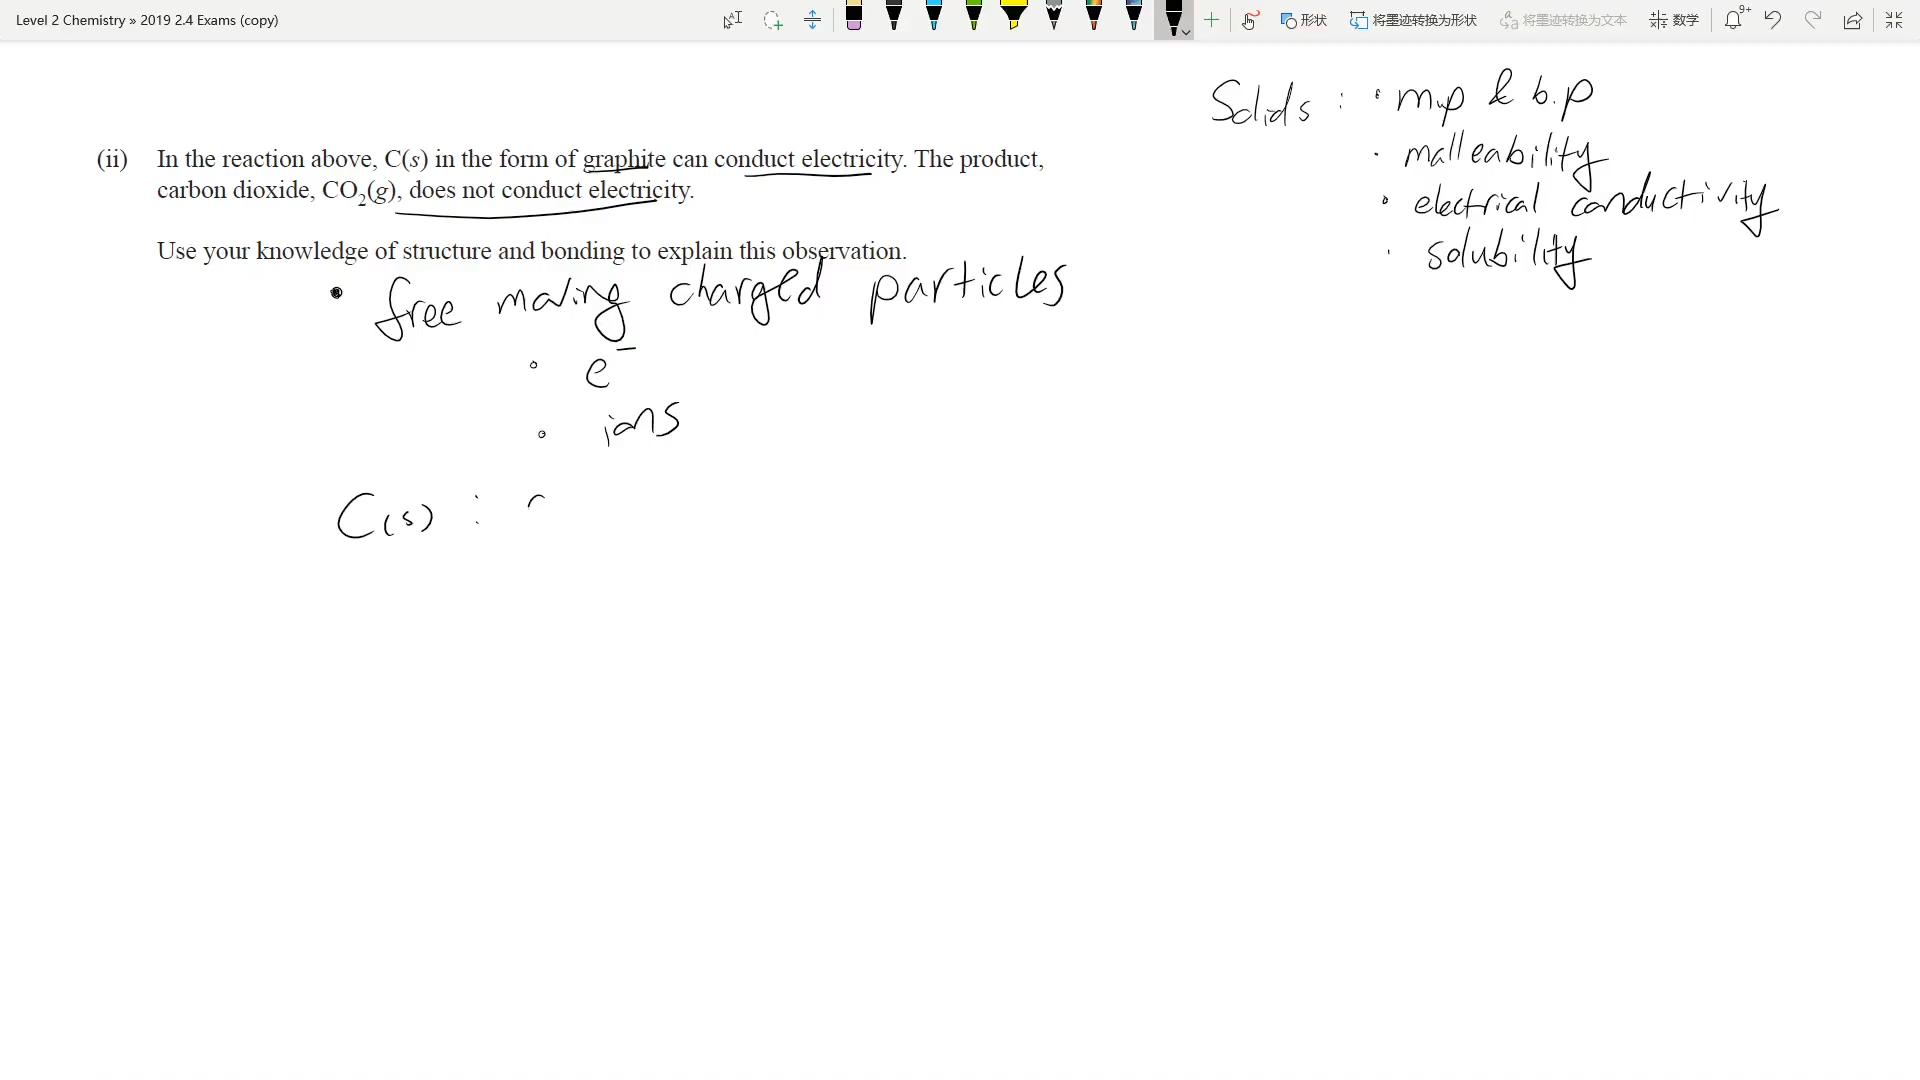 Level 2 Chemistry » 2019 2.4 Exams (copy)
形状 将墨迹转换为形状 将墨迹转换为文本 数学 9+
Solids : · m.p & b.p
· malleability
· electrical conductivity
· solubility
(ii) In the reaction above, C(s) in the form of graphite can conduct electricity. The product,
carbon dioxide, CO₂(g), does not conduct electricity.
Use your knowledge of structure and bonding to explain this observation.
• free moving charged particles
• e⁻
• ions
C(s) :